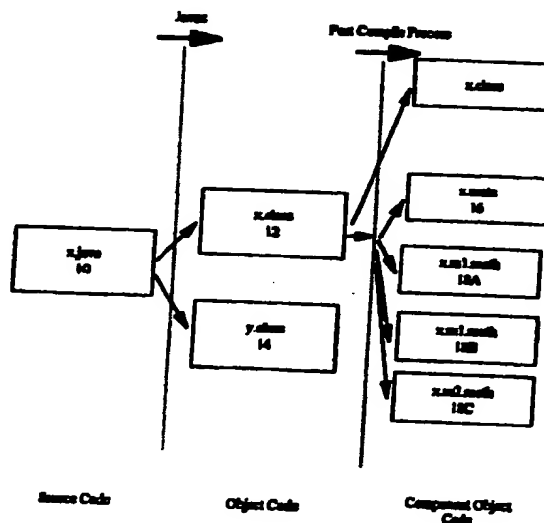 Javac
Post Compile Process
x.class
x.class
12
16
x.java
10
x.m1.meth
18A
y.class
14
x.m1.meth
18B
x.m2.meth
18C
Source Code
Object Code
Component Object
Code